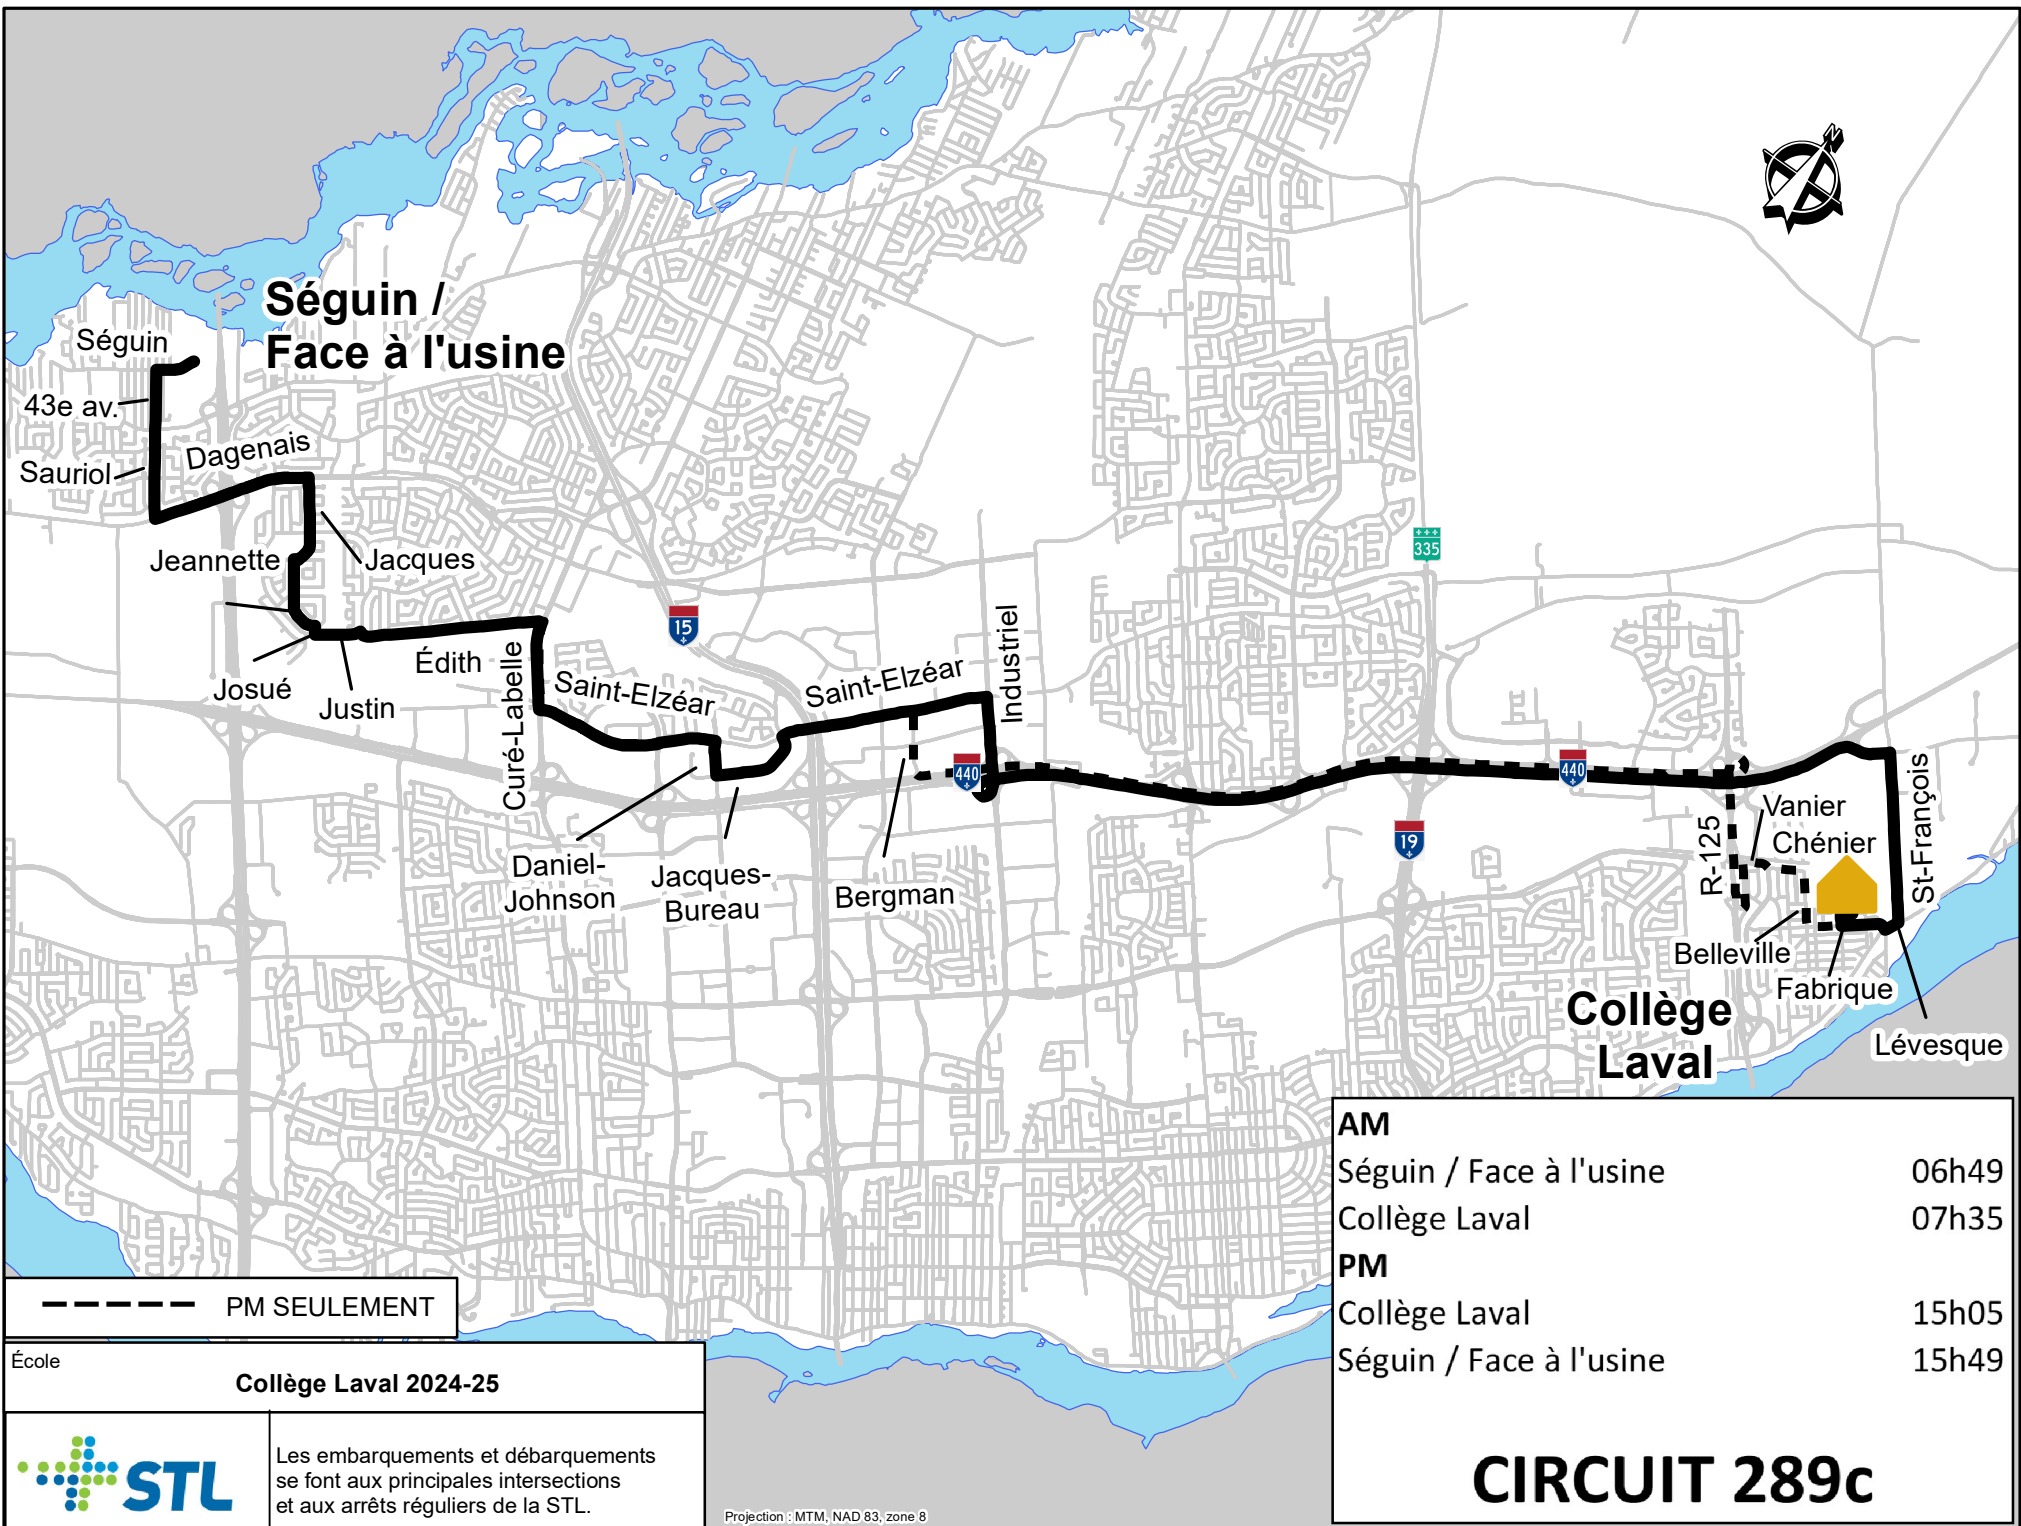 Séguin /
Face à l'usine
Séguin
43e av.
Sauriol
Dagenais
Jeannette
Jacques
335
15
Édith
Josué
Justin
Curé-Labelle
Saint-Elzéar
Saint-Elzéar
Industriel
440
440
19
Daniel-
Johnson
Jacques-
Bureau
Bergman
R-125
Vanier
Chénier
St-François
Belleville
Fabrique
Lévesque
Collège
Laval
N
AM
Séguin / Face à l'usine 06h49
Collège Laval 07h35
PM
Collège Laval 15h05
Séguin / Face à l'usine 15h49
CIRCUIT 289c
PM SEULEMENT
École
Collège Laval 2024-25
STL
Les embarquements et débarquements
se font aux principales intersections
et aux arrêts réguliers de la STL.
Projection : MTM, NAD 83, zone 8